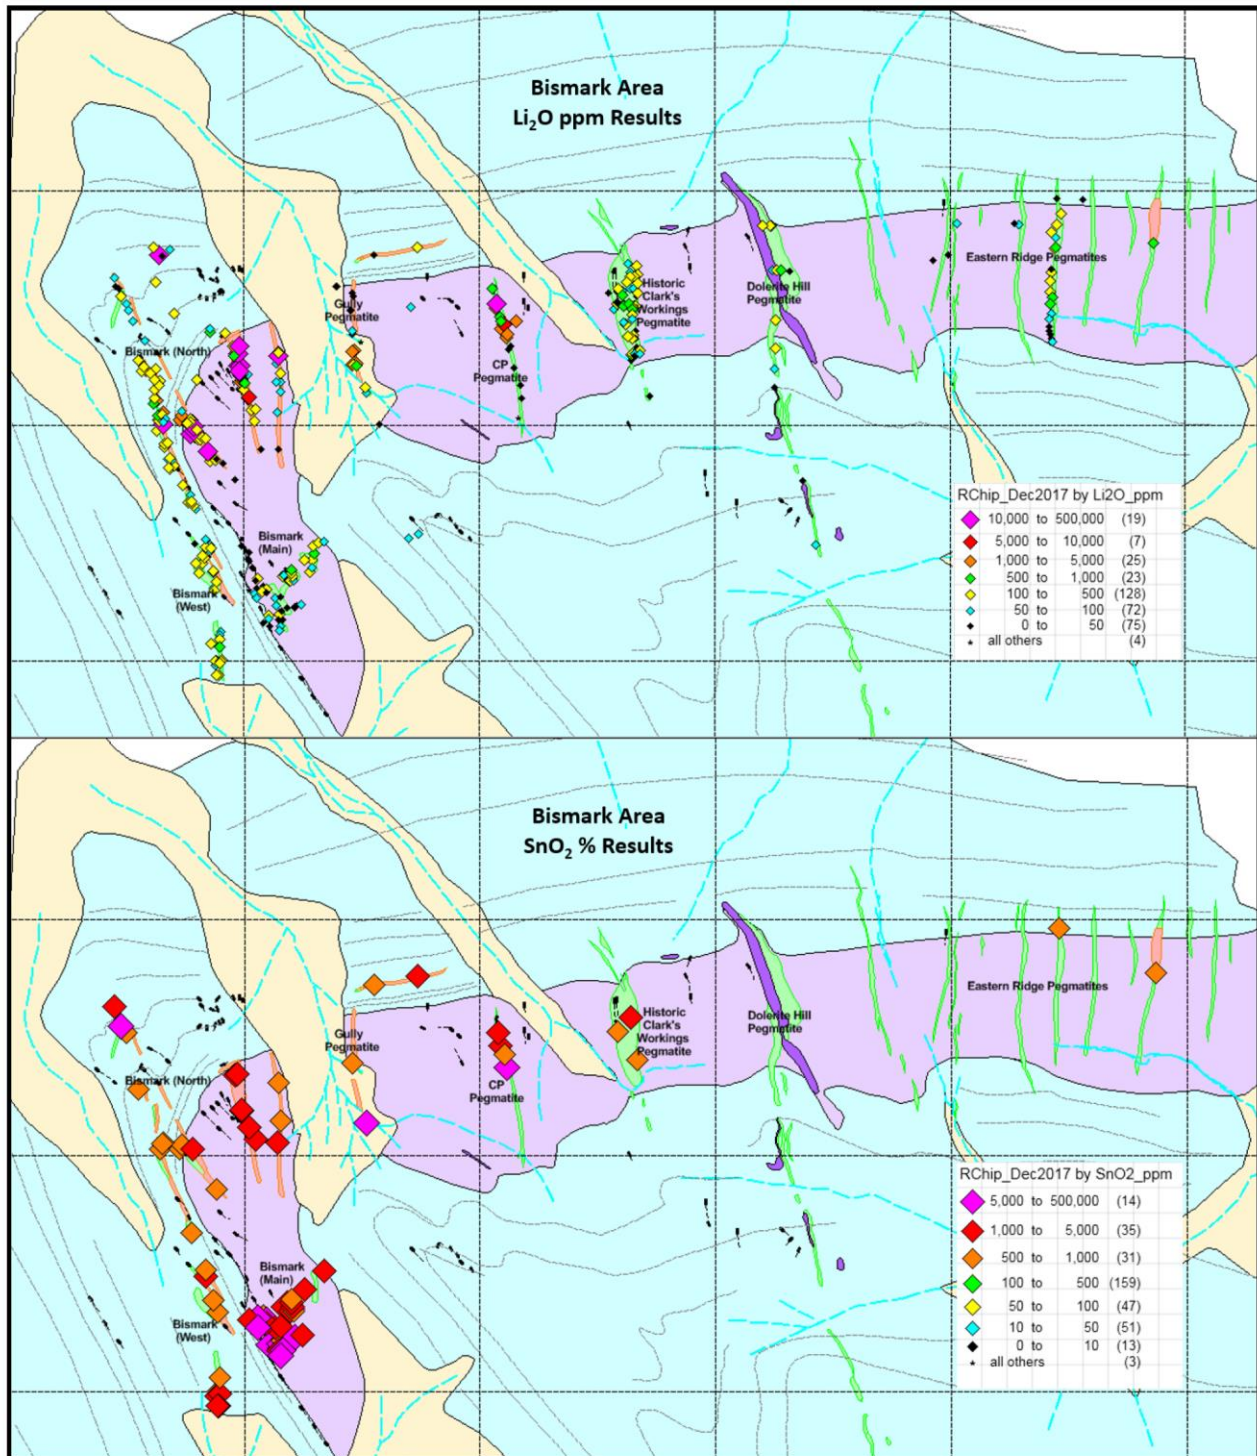 Bismark Area
Li₂O ppm Results
Bismark (North)
Gully
Pegmatite
CP
Pegmatite
Historic
Clark's
Workings
Pegmatite
Dolerite Hill
Pegmatite
Eastern Ridge Pegmatites
Bismark
(Main)
Bismark
(West)
RChip_Dec2017 by Li2O_ppm
10,000 to 500,000 (19)
5,000 to 10,000 (7)
1,000 to 5,000 (25)
500 to 1,000 (23)
100 to 500 (128)
50 to 100 (72)
0 to 50 (75)
all others (4)
Bismark Area
SnO₂ % Results
Bismark (North)
Gully
Pegmatite
CP
Pegmatite
Historic
Clark's
Workings
Pegmatite
Dolerite Hill
Pegmatite
Eastern Ridge Pegmatites
Bismark
(Main)
Bismark
(West)
RChip_Dec2017 by SnO2_ppm
5,000 to 500,000 (14)
1,000 to 5,000 (35)
500 to 1,000 (31)
100 to 500 (159)
50 to 100 (47)
10 to 50 (51)
0 to 10 (13)
all others (3)